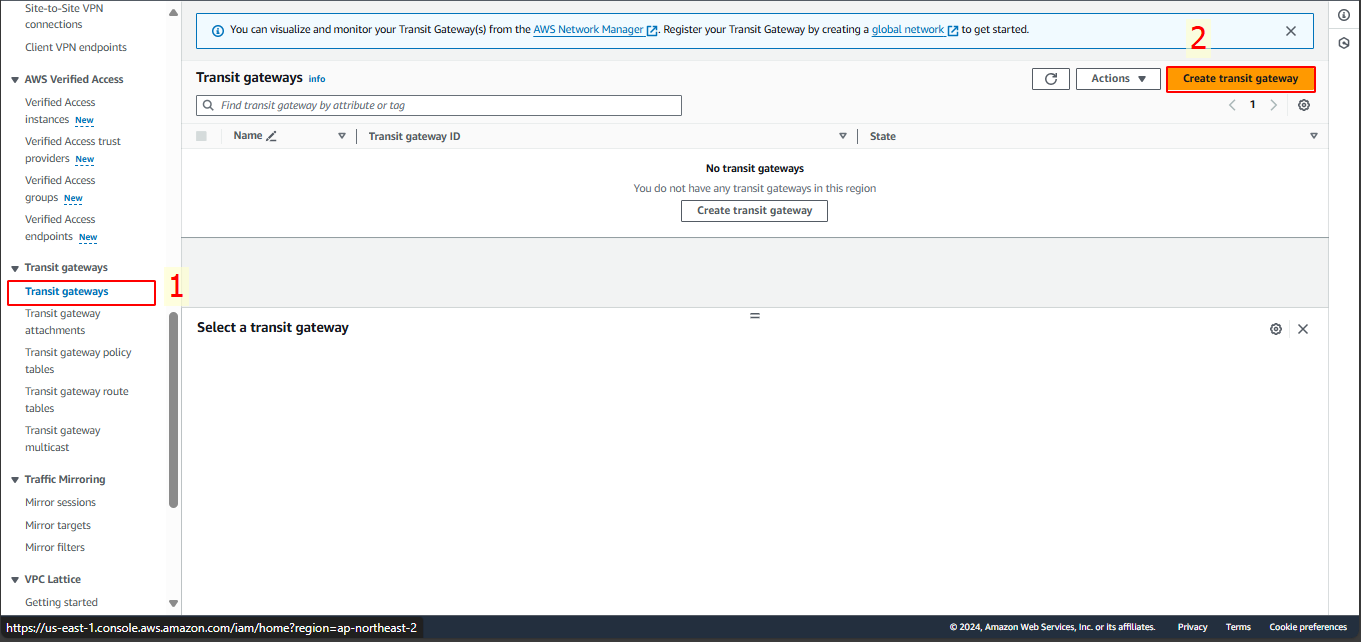 Site-to-Site VPN
connections
Client VPN endpoints
AWS Verified Access
Verified Access
instances New
Verified Access trust
providers New
Verified Access
groups New
Verified Access
endpoints New
Transit gateways
Transit gateways
1
Transit gateway
attachments
Transit gateway policy
tables
Transit gateway route
tables
Transit gateway
multicast
Traffic Mirroring
Mirror sessions
Mirror targets
Mirror filters
VPC Lattice
Getting started
You can visualize and monitor your Transit Gateway(s) from the AWS Network Manager. Register your Transit Gateway by creating a global network to get started.
2
Transit gateways Info
Actions
Create transit gateway
Find transit gateway by attribute or tag
1
Name
Transit gateway ID
State
No transit gateways
You do not have any transit gateways in this region
Create transit gateway
Select a transit gateway
https://us-east-1.console.aws.amazon.com/iam/home?region=ap-northeast-2
© 2024, Amazon Web Services, Inc. or its affiliates.
Privacy
Terms
Cookie preferences